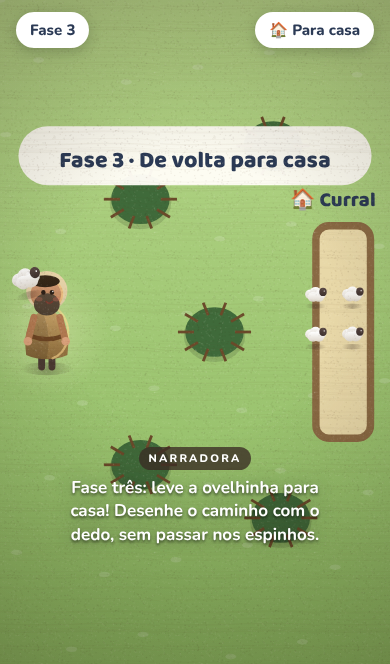 Fase 3
🏠 Para casa
Fase 3 · De volta para casa
🏠 Curral
NARRADORA
Fase três: leve a ovelhinha para
casa! Desenhe o caminho com o
dedo, sem passar nos espinhos.